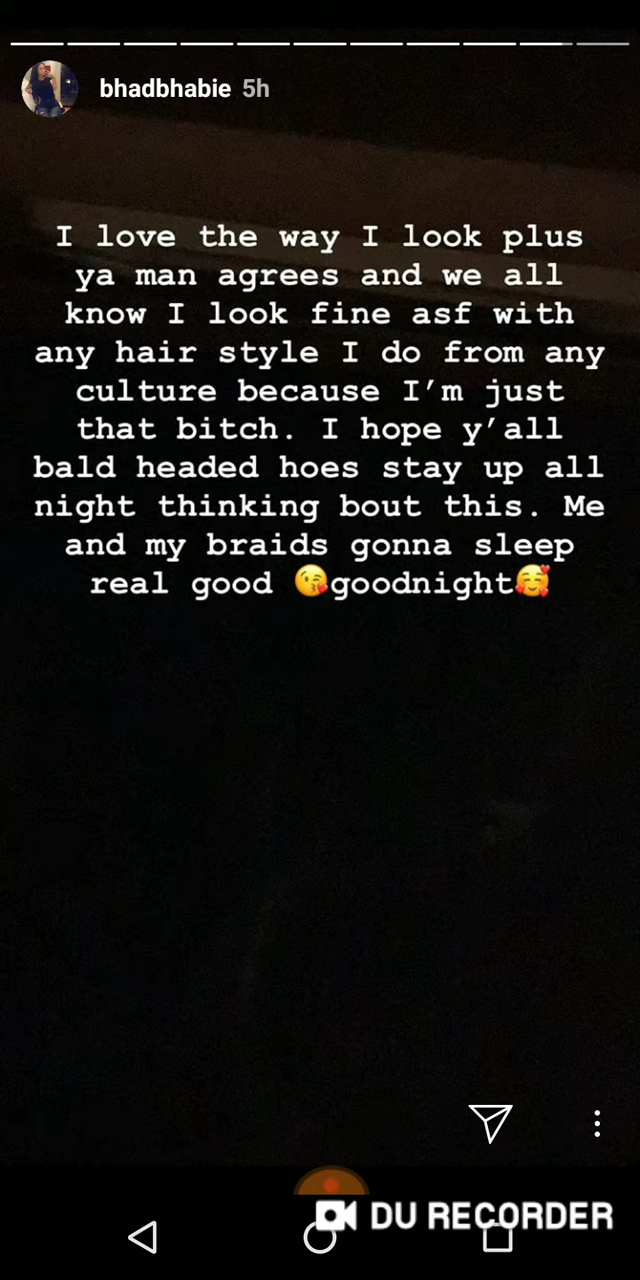 bhadbhabie 5h
I love the way I look plus
ya man agrees and we all
know I look fine asf with
any hair style I do from any
culture because I’m just
that bitch. I hope y’all
bald headed hoes stay up all
night thinking bout this. Me
and my braids gonna sleep
real good 😘goodnight🥰
DU RECORDER